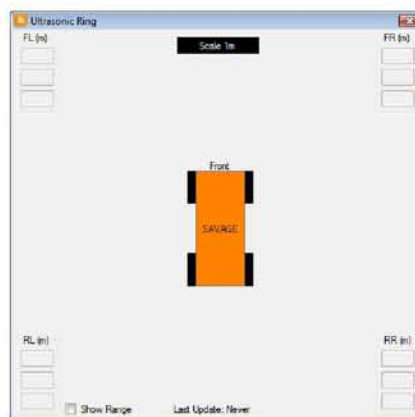 Ultrasonic Ring
FL (m)
FR (m)
Scale 1m
Front
SAVAGE
RL (m)
RR (m)
Show Range
Last Update: Never